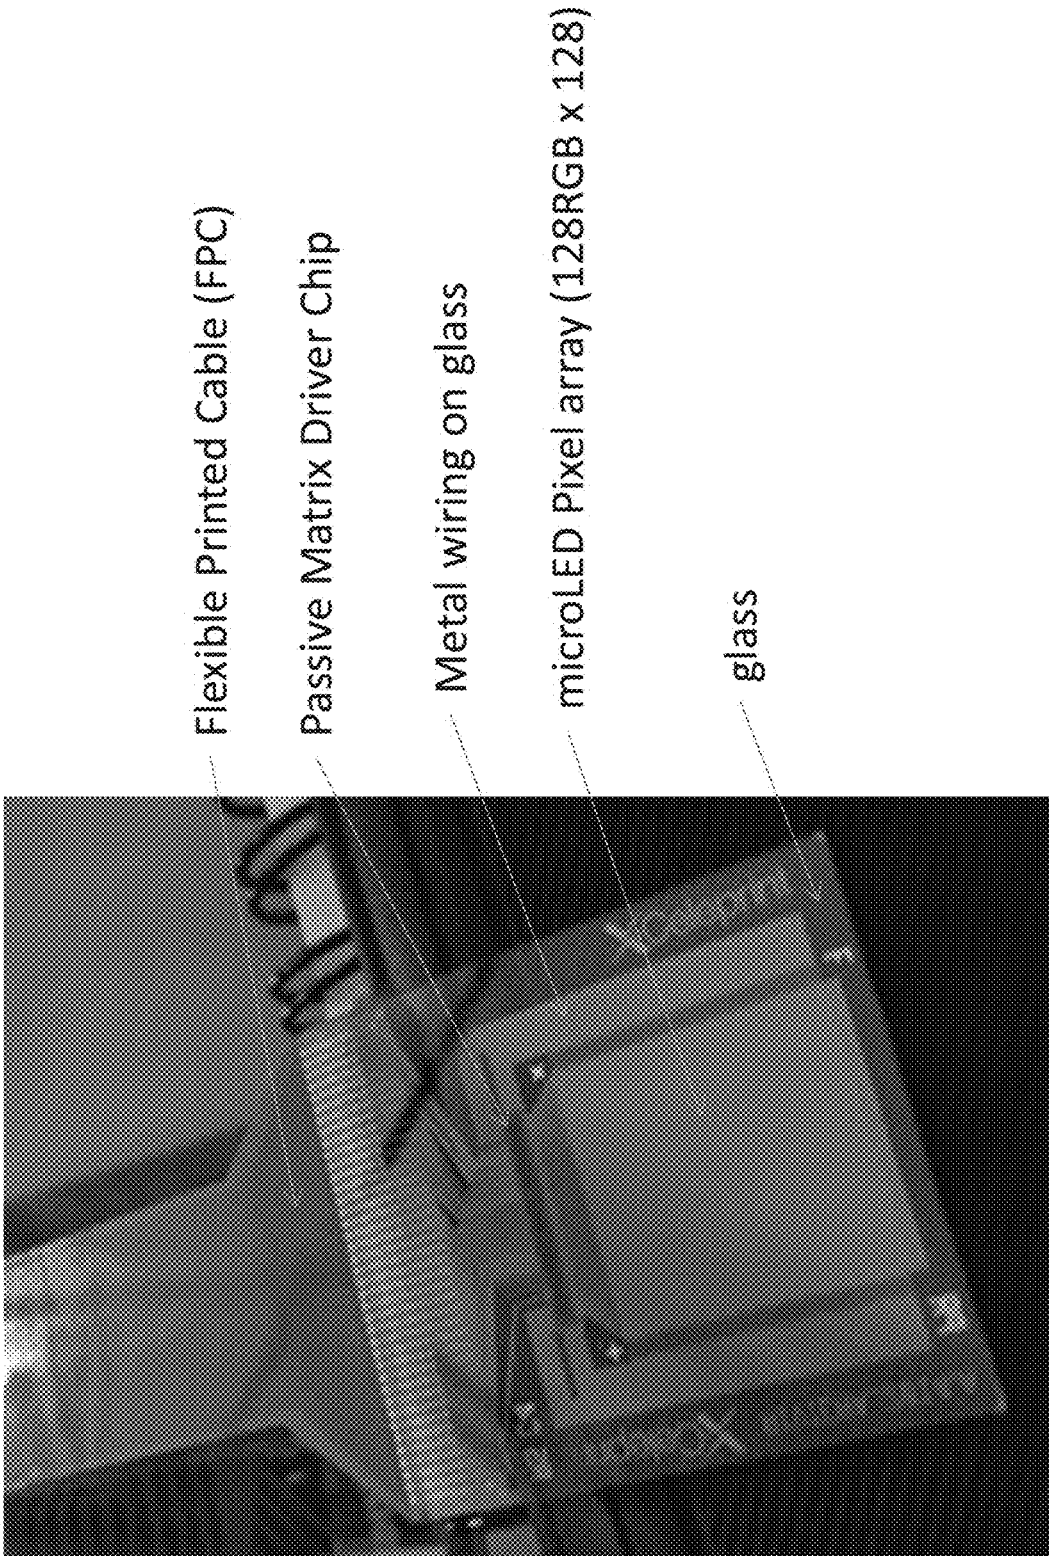 Flexible Printed Cable (FPC)
Passive Matrix Driver Chip
Metal wiring on glass
microLED Pixel array (128RGB x 128)
glass